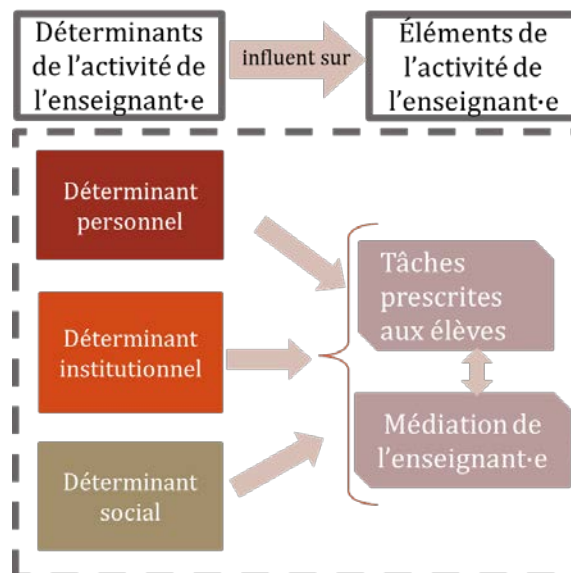 Déterminants
de l'activité de
l'enseignant·e
influent sur
Éléments de
l'activité de
l'enseignant·e
Déterminant
personnel
Déterminant
institutionnel
Déterminant
social
Tâches
prescrites
aux élèves
Médiation de
l'enseignant·e